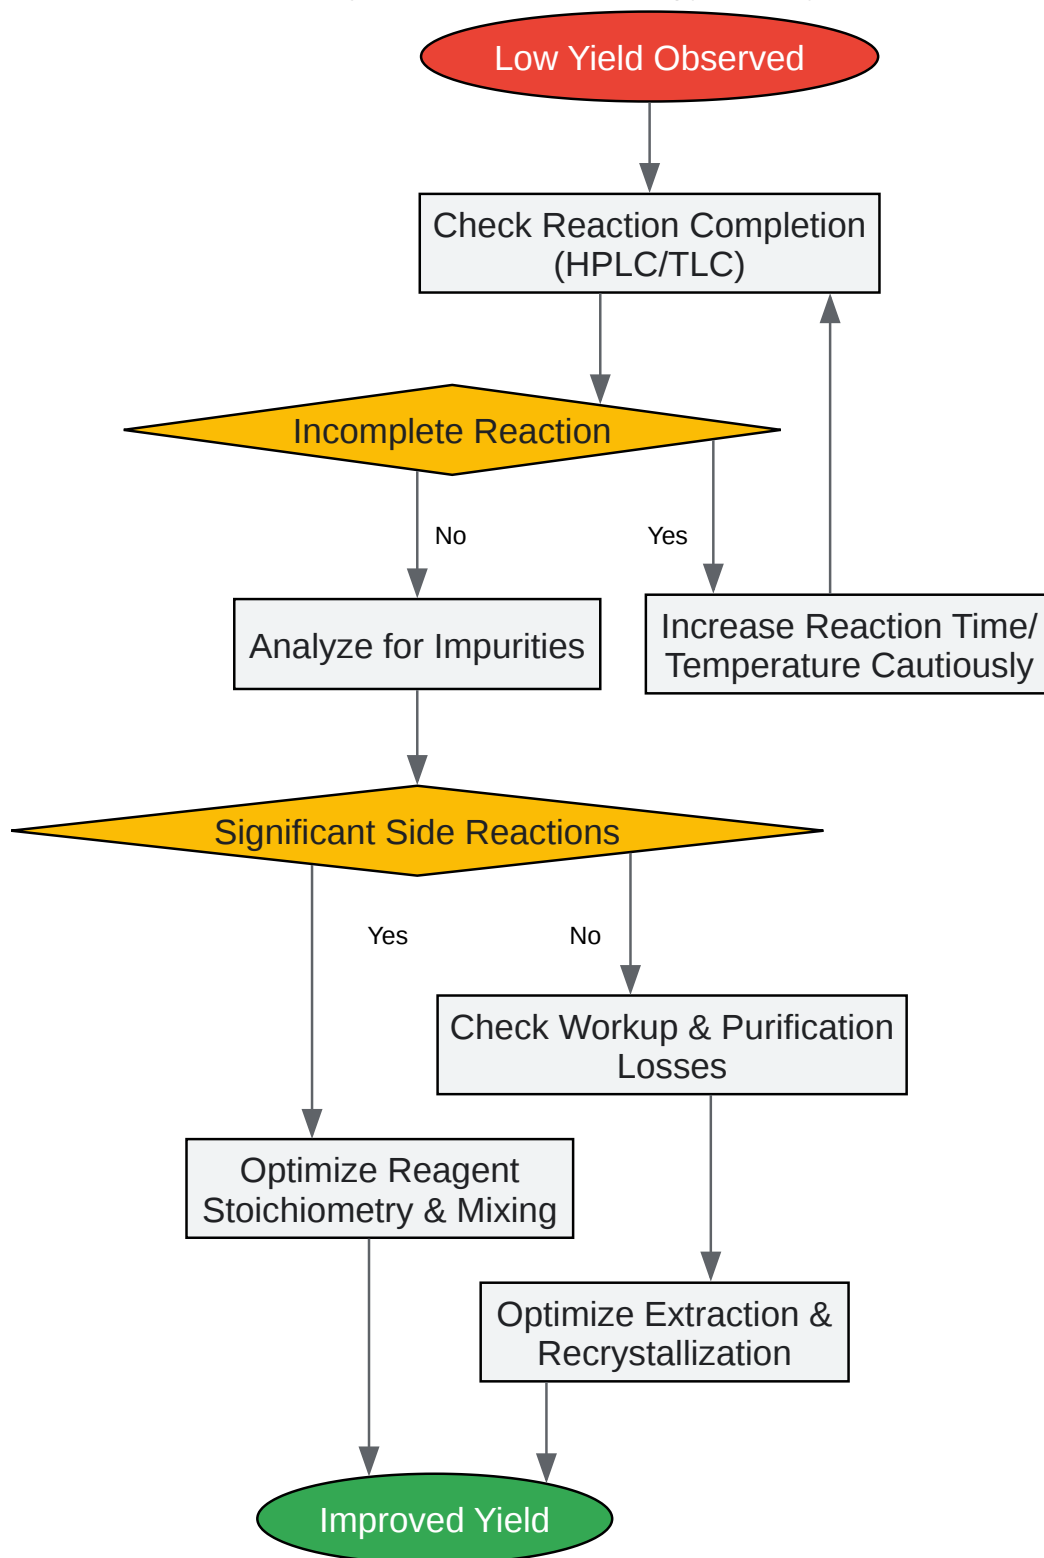 Low Yield Observed
Check Reaction Completion
(HPLC/TLC)
Incomplete Reaction
No
Yes
Analyze for Impurities
Increase Reaction Time/
Temperature Cautiously
Significant Side Reactions
Yes
No
Check Workup & Purification
Losses
Optimize Reagent
Stoichiometry & Mixing
Optimize Extraction &
Recrystallization
Improved Yield